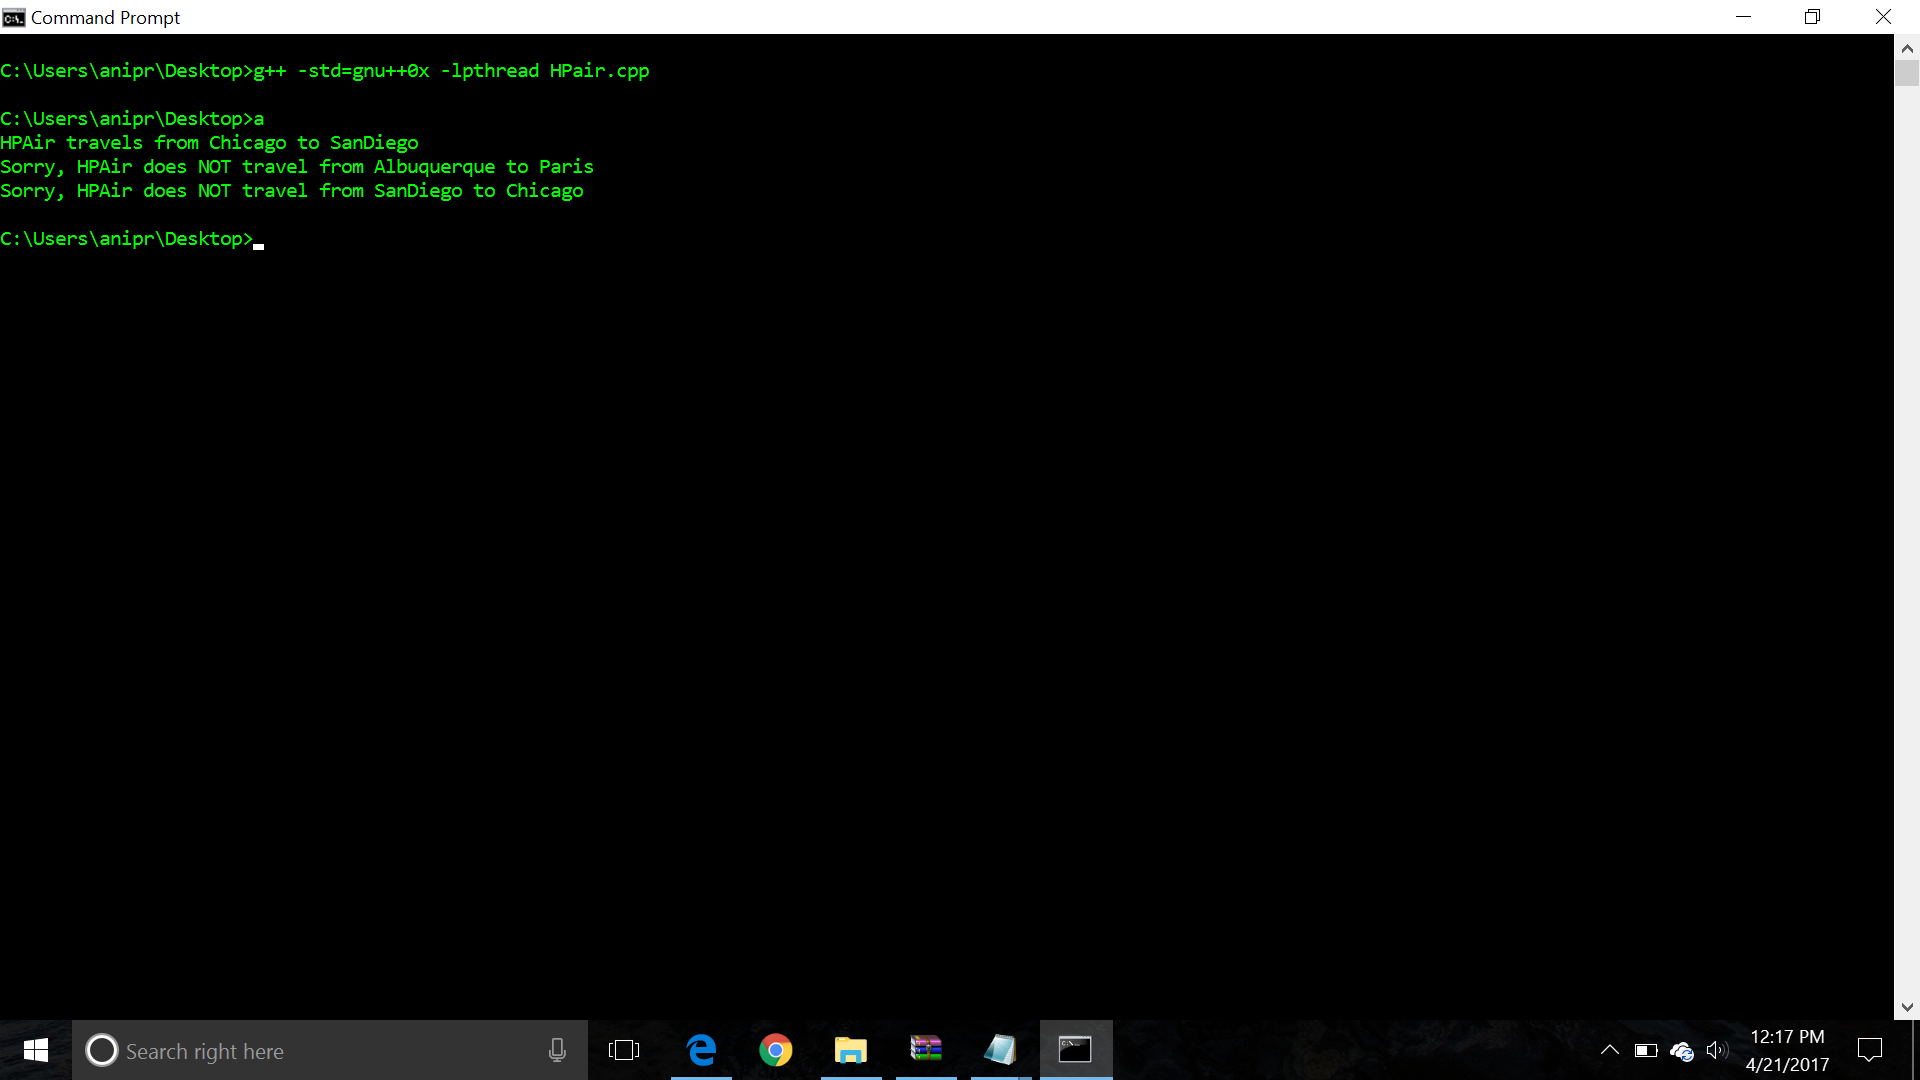 Command Prompt
C:\Users\anipr\Desktop>g++ -std=gnu++0x -lpthread HPair.cpp
C:\Users\anipr\Desktop>a
HPAir travels from Chicago to SanDiego
Sorry, HPAir does NOT travel from Albuquerque to Paris
Sorry, HPAir does NOT travel from SanDiego to Chicago
C:\Users\anipr\Desktop>
Search right here
12:17 PM
4/21/2017